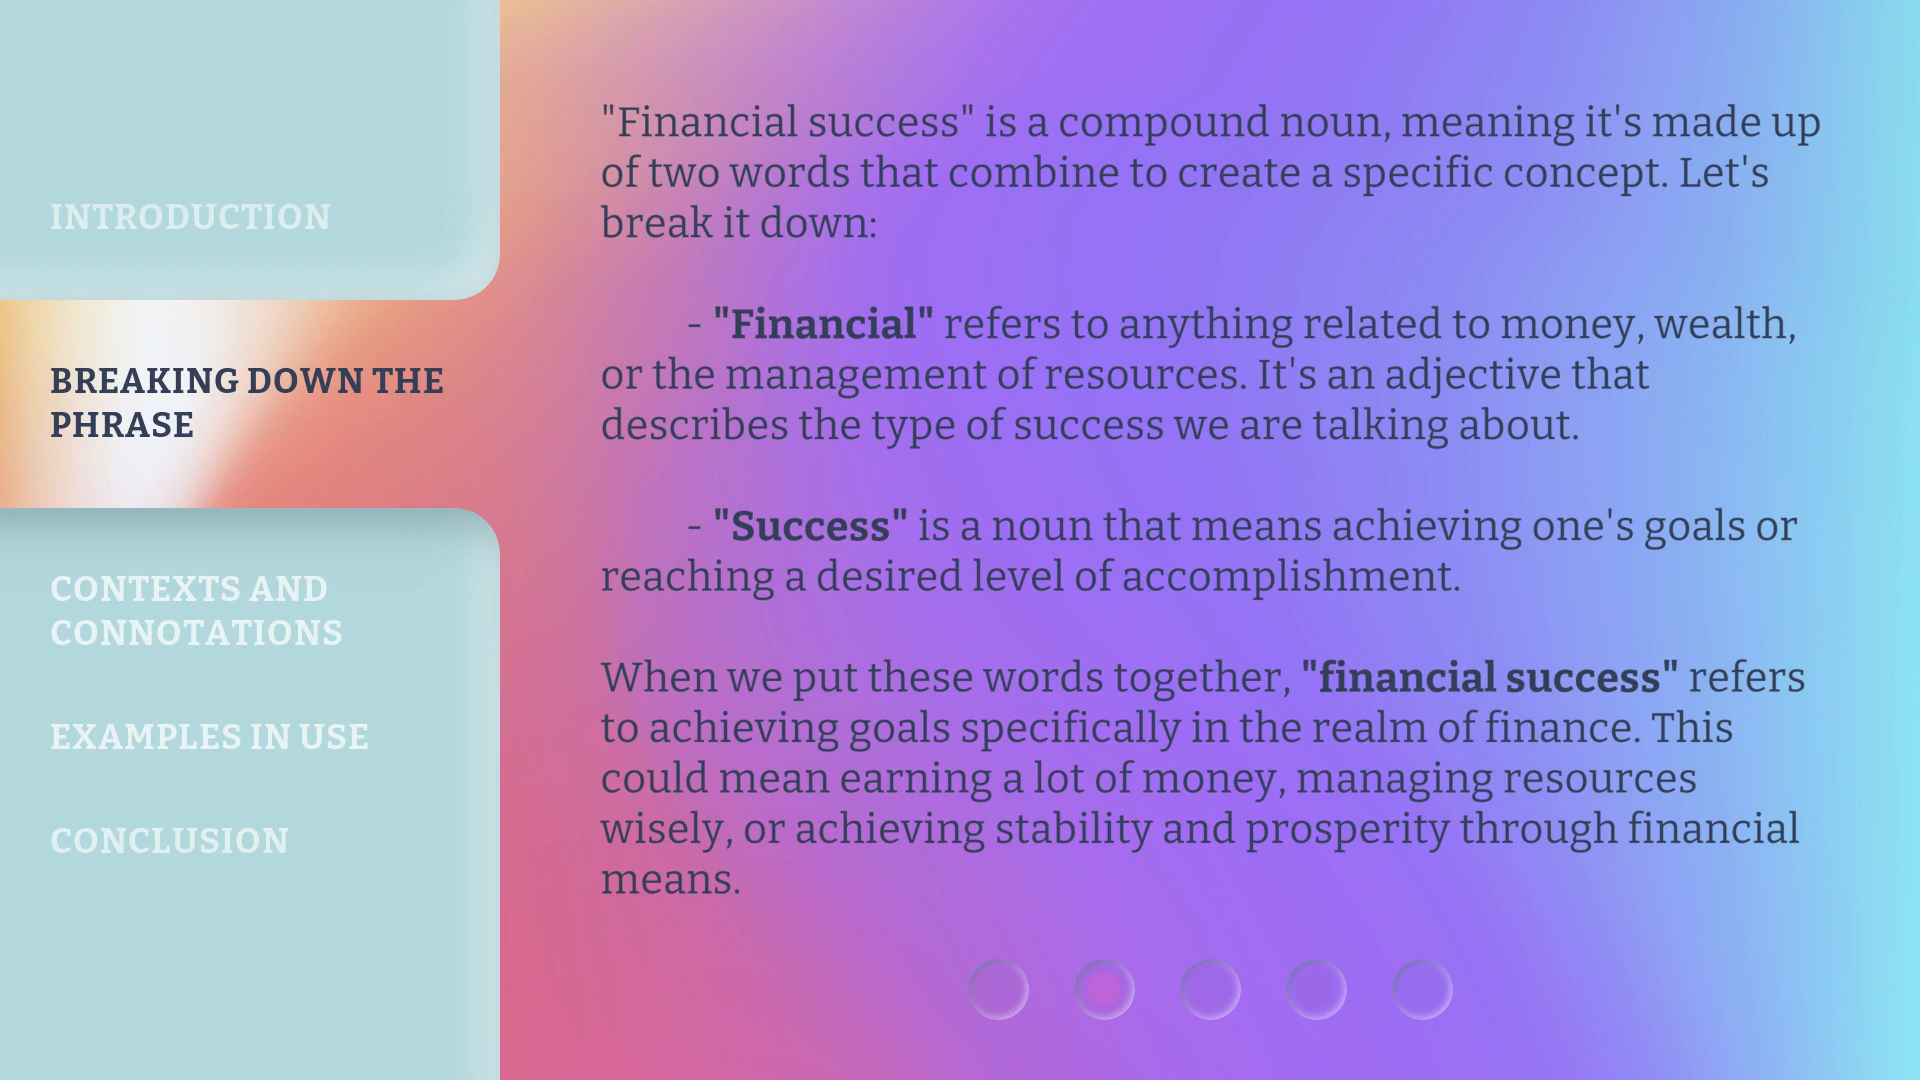 INTRODUCTION
BREAKING DOWN THE
PHRASE
CONTEXTS AND
CONNOTATIONS
EXAMPLES IN USE
CONCLUSION
"Financial success" is a compound noun, meaning it's made up
of two words that combine to create a specific concept. Let's
break it down:
- "Financial" refers to anything related to money, wealth,
or the management of resources. It's an adjective that
describes the type of success we are talking about.
- "Success" is a noun that means achieving one's goals or
reaching a desired level of accomplishment.
When we put these words together, "financial success" refers
to achieving goals specifically in the realm of finance. This
could mean earning a lot of money, managing resources
wisely, or achieving stability and prosperity through financial
means.